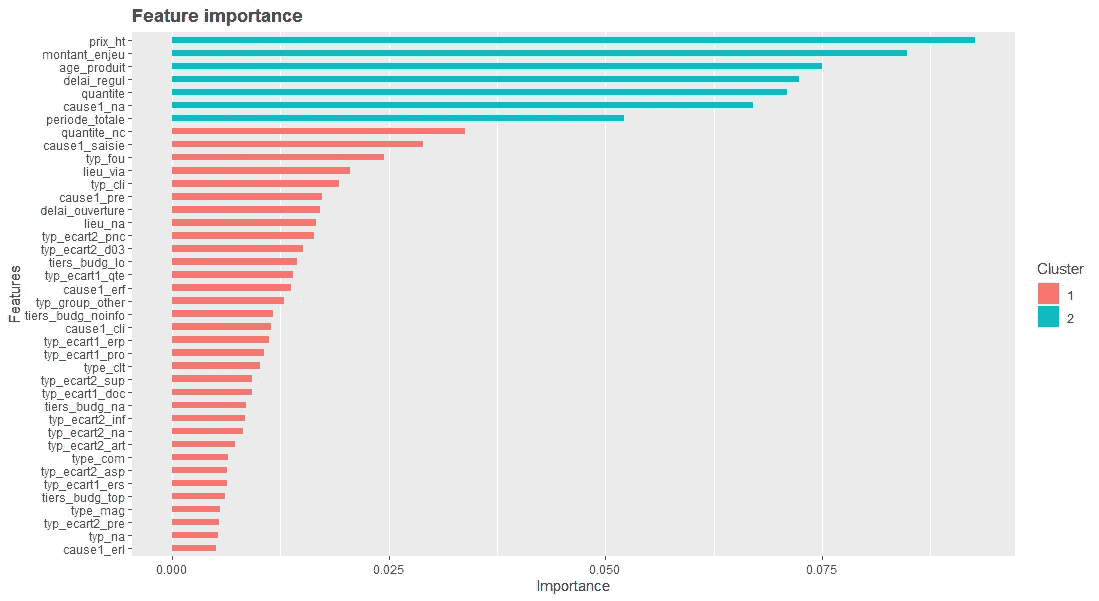 Feature importance
prix_ht
montant_enjeu
age_produit
delai_regul
quantite
cause1_na
periode_totale
quantite_nc
cause1_saisie
typ_fou
lieu_via
typ_cli
cause1_pre
delai_ouverture
lieu_na
typ_ecart2_pnc
typ_ecart2_d03
tiers_budg_lo
typ_ecart1_qte
cause1_erf
typ_group_other
tiers_budg_noinfo
cause1_cli
typ_ecart1_erp
typ_ecart1_pro
type_clt
typ_ecart2_sup
typ_ecart1_doc
tiers_budg_na
typ_ecart2_inf
typ_ecart2_na
typ_ecart2_art
type_com
typ_ecart2_asp
typ_ecart1_ers
tiers_budg_top
type_mag
typ_ecart2_pre
typ_na
cause1_erl
Features
0.000
0.025
0.050
0.075
Importance
Cluster
1
2